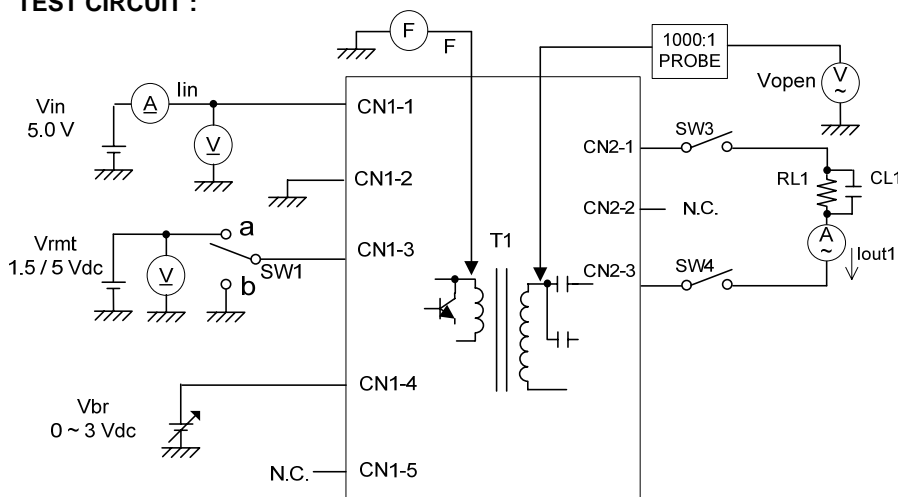 TEST CIRCUIT :
F
F
1000:1
PROBE
Vopen
V
~
Vin
5.0 V
A
Iin
V
CN1-1
CN1-2
CN1-3
CN1-4
CN1-5
CN2-1
CN2-2
CN2-3
SW3
SW4
N.C.
RL1
CL1
A
~
Iout1
Vrmt
1.5 / 5 Vdc
V
a
b
SW1
T1
Vbr
0 ~ 3 Vdc
N.C.